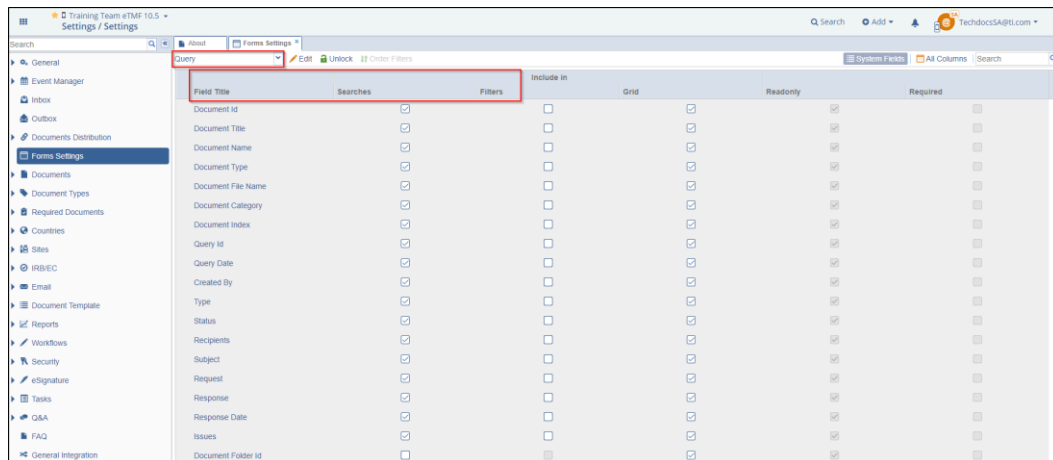 Training Team eTMF 10.5
Settings / Settings
Search
Add
SA
TechdocsSA@ti.com
Search
About
Forms Settings
General
Event Manager
Inbox
Outbox
Documents Distribution
Forms Settings
Documents
Document Types
Required Documents
Countries
Sites
IRB/EC
Email
Document Template
Reports
Workflows
Security
eSignature
Tasks
Q&A
FAQ
General Integration
Query
Edit
Unlock
Order Filters
System Fields
All Columns
Search
Include in
Field Title Searches Filters Grid Readonly Required
Document Id
Document Title
Document Name
Document Type
Document File Name
Document Category
Document Index
Query Id
Query Date
Created By
Type
Status
Recipients
Subject
Request
Response
Response Date
Issues
Document Folder Id